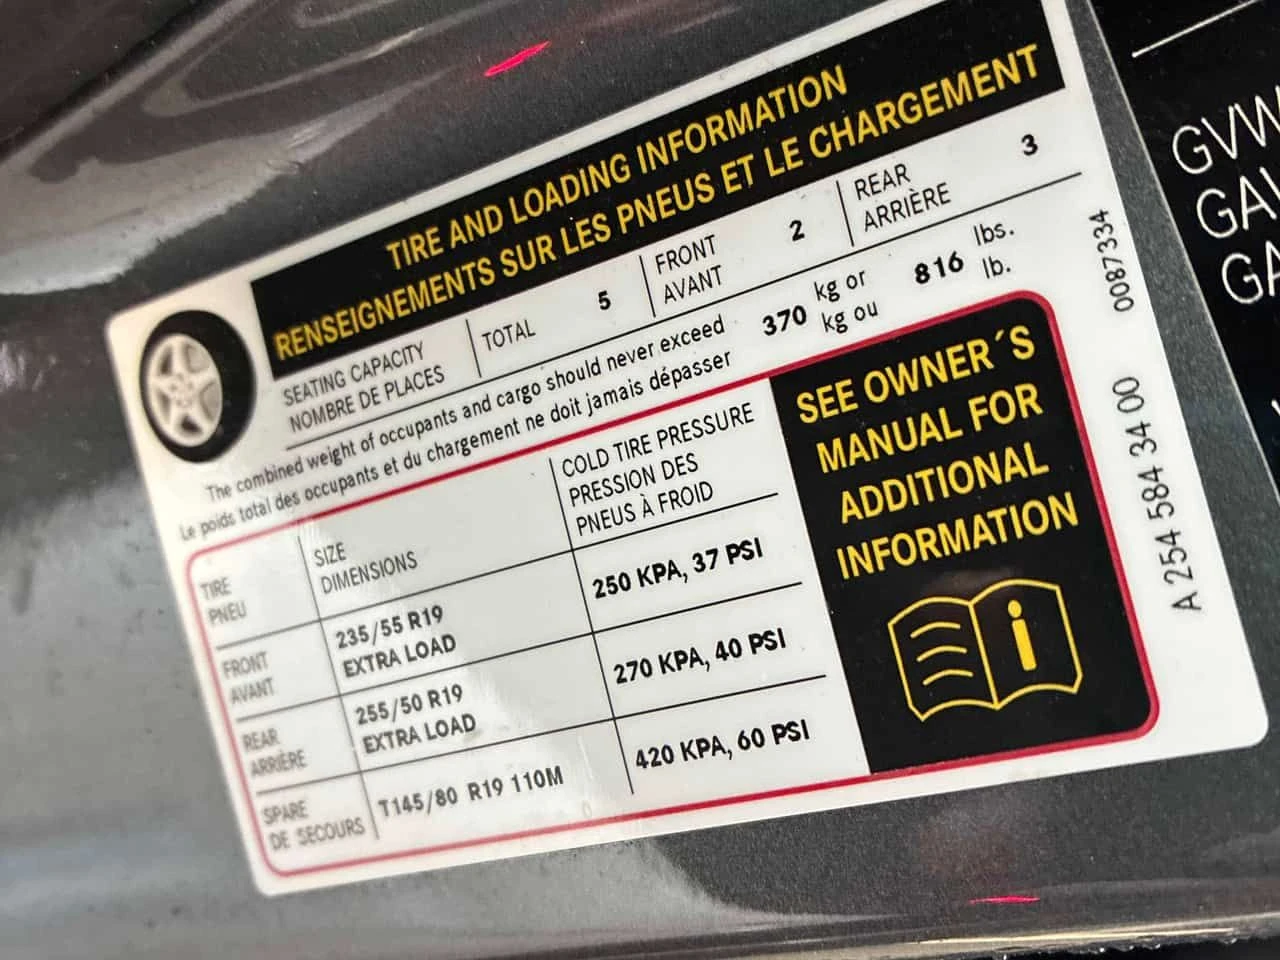 TIRE AND LOADING INFORMATION
RENSEIGNEMENTS SUR LES PNEUS ET LE CHARGEMENT
SEATING CAPACITY
NOMBRE DE PLACES
TOTAL 5
FRONT
AVANT
2
REAR
ARRIÈRE
3
The combined weight of occupants and cargo should never exceed
Le poids total des occupants et du chargement ne doit jamais dépasser
370
kg or
kg ou
816
lbs.
lb.
TIRE
PNEU
SIZE
DIMENSIONS
COLD TIRE PRESSURE
PRESSION DES
PNEUS À FROID
FRONT
AVANT
235/55 R19
EXTRA LOAD
250 KPA, 37 PSI
REAR
ARRIÈRE
255/50 R19
EXTRA LOAD
270 KPA, 40 PSI
SPARE
DE SECOURS
T145/80 R19 110M
420 KPA, 60 PSI
SEE OWNER´S
MANUAL FOR
ADDITIONAL
INFORMATION
i
A 254 584 34 00
0087334